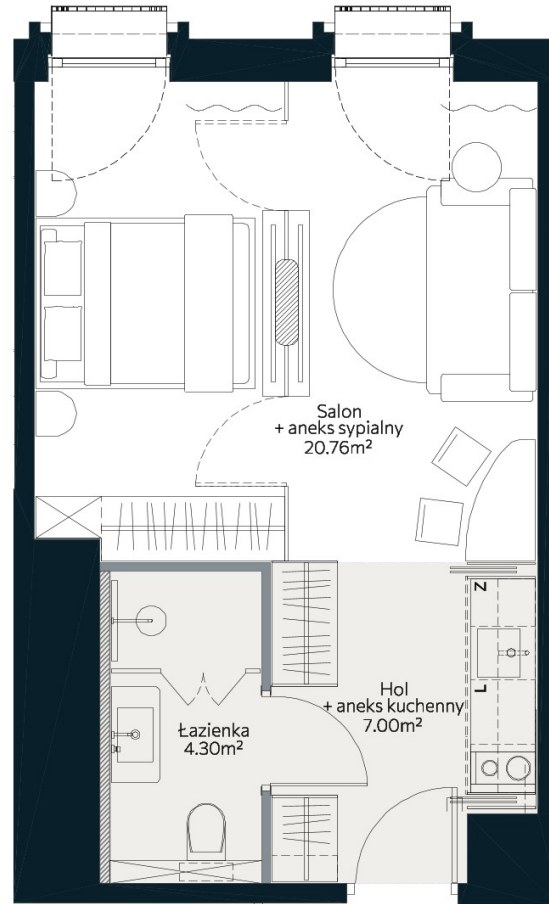 Salon
+ aneks sypialny
20.76m²
Z
L
Hol
+ aneks kuchenny
7.00m²
Łazienka
4.30m²